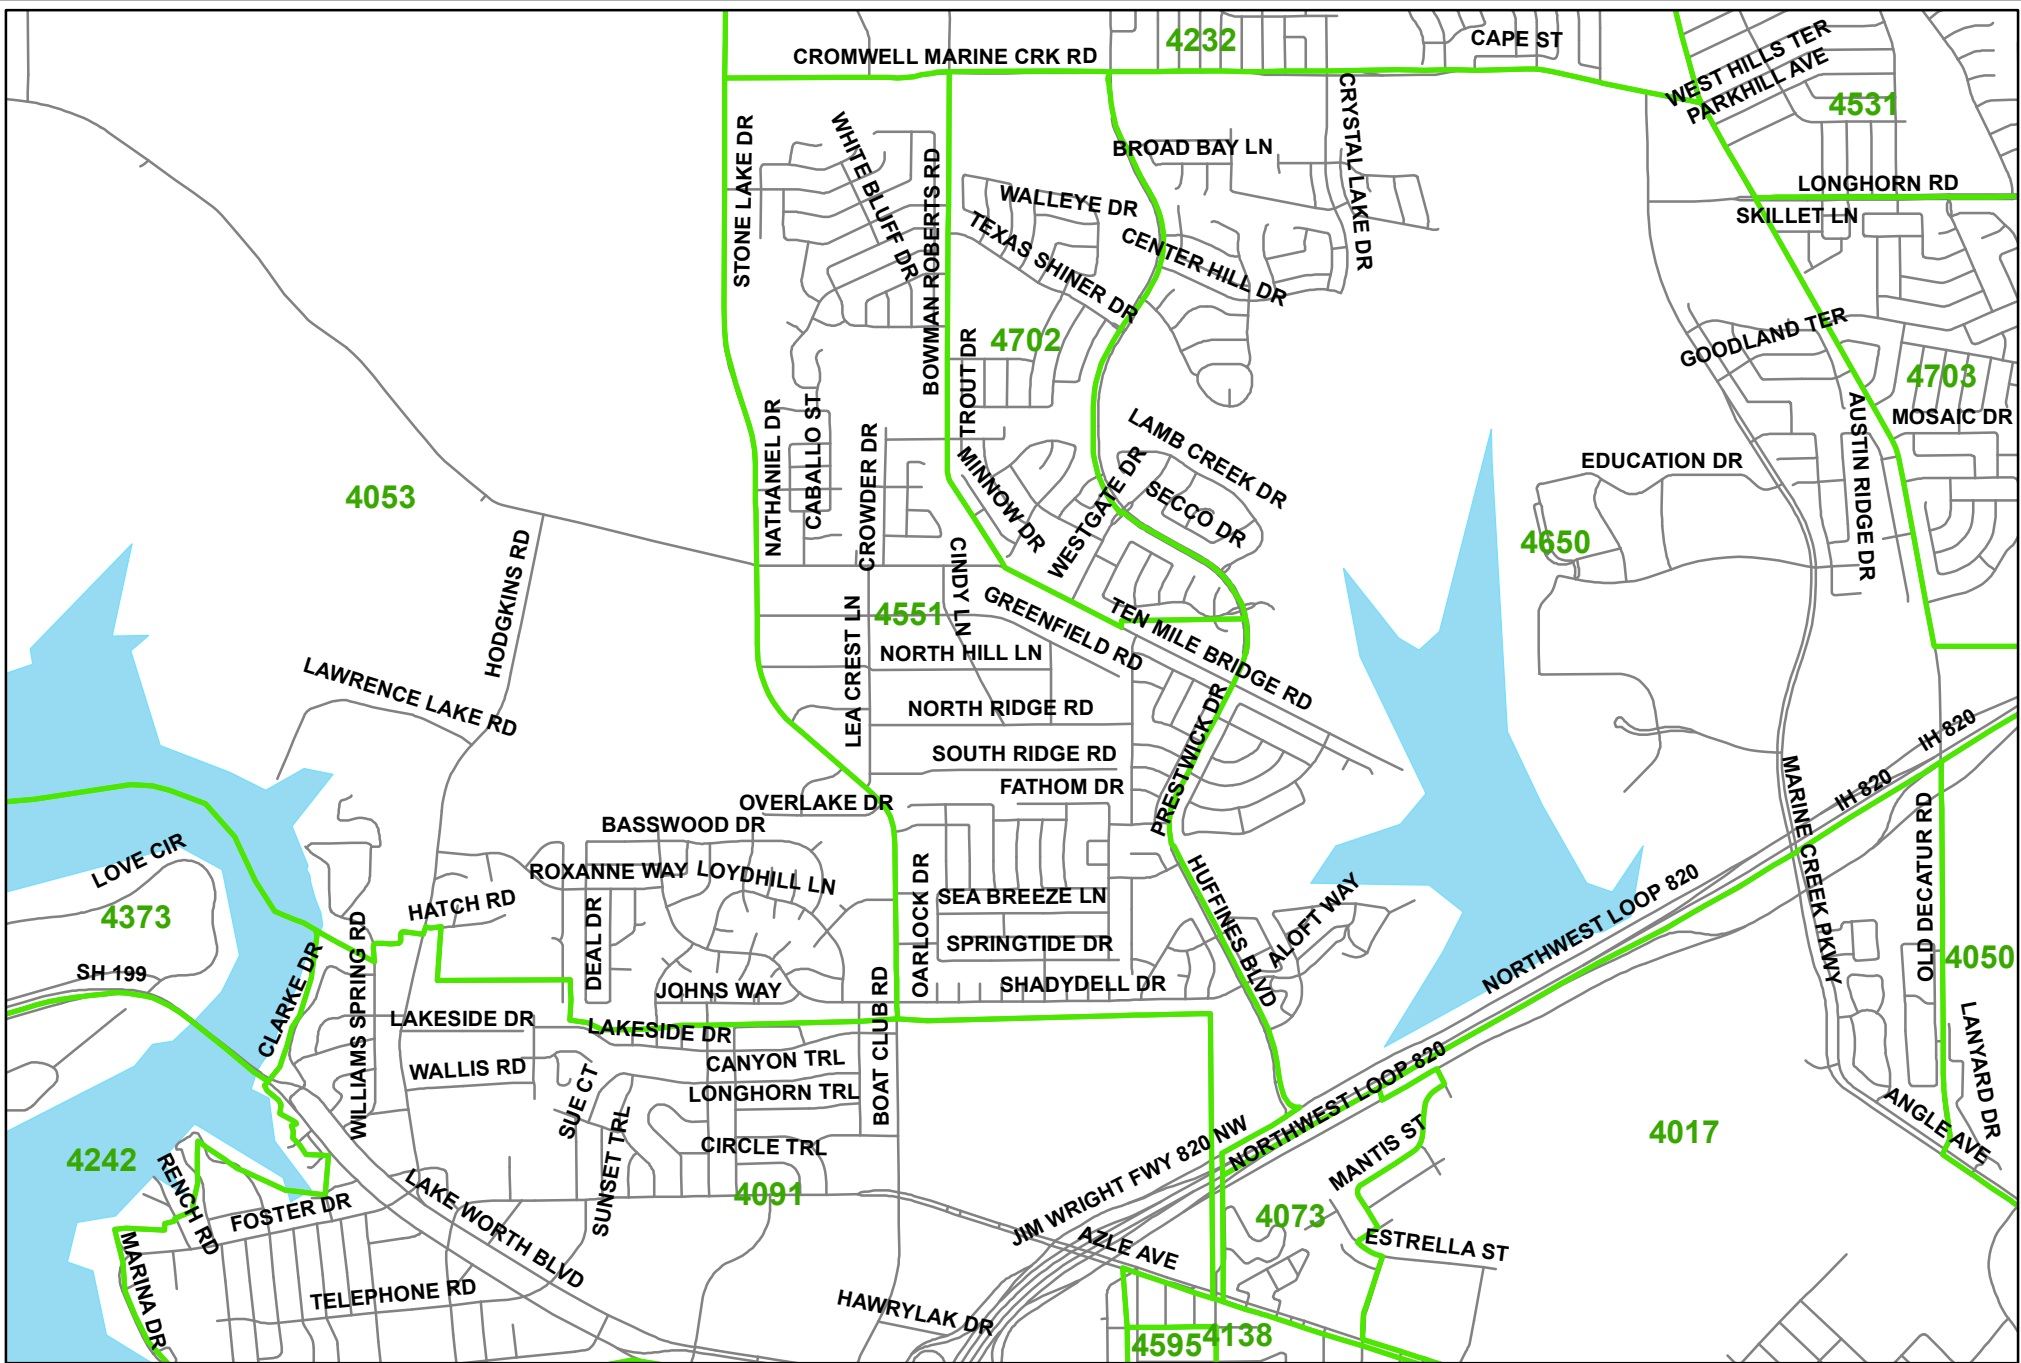 CROMWELL MARINE CRK RD
4232
CAPE ST
WEST HILLS TER
PARKHILL AVE
4531
STONE LAKE DR
WHITE BLUFF DR
BOWMAN ROBERTS RD
BROAD BAY LN
CRYSTAL LAKE DR
LONGHORN RD
SKILLET LN
WALLEYE DR
TEXAS SHINER DR
CENTER HILL DR
4702
TROUT DR
GOODLAND TER
4703
MOSAIC DR
AUSTIN RIDGE DR
NATHANIEL DR
CABALLO ST
CROWDER DR
MINNOW DR
WESTGATE DR
LAMB CREEK DR
SECCO DR
EDUCATION DR
4650
4053
HODGKINS RD
LAWRENCE LAKE RD
4551
CINDY LN
LEA CREST LN
GREENFIELD RD
TEN MILE BRIDGE RD
NORTH HILL LN
NORTH RIDGE RD
SOUTH RIDGE RD
FATHOM DR
PRESTWICK DR
OVERLAKE DR
BASSWOOD DR
ROXANNE WAY
LOYDHILL LN
IH 820
IH 820
MARINE CREEK PKWY
OLD DECATUR RD
4050
LOVE CIR
4373
SH 199
HATCH RD
DEAL DR
OARLOCK DR
SEA BREEZE LN
SPRINGTIDE DR
SHADYDELL DR
HUFFINES BLVD
ALOFT WAY
NORTHWEST LOOP 820
CLARKE DR
WILLIAMS SPRING RD
JOHNS WAY
LAKESIDE DR
LAKESIDE DR
BOAT CLUB RD
WALLIS RD
SUE CT
SUNSET TRL
CANYON TRL
LONGHORN TRL
CIRCLE TRL
4091
LANYARD DR
ANGLE AVE
4017
NORTHWEST LOOP 820
JIM WRIGHT FWY 820 NW
MANTIS ST
4073
ESTRELLA ST
AZLE AVE
4242
RENCH RD
FOSTER DR
MARINA DR
LAKE WORTH BLVD
TELEPHONE RD
HAWRYLAK DR
4595
4138